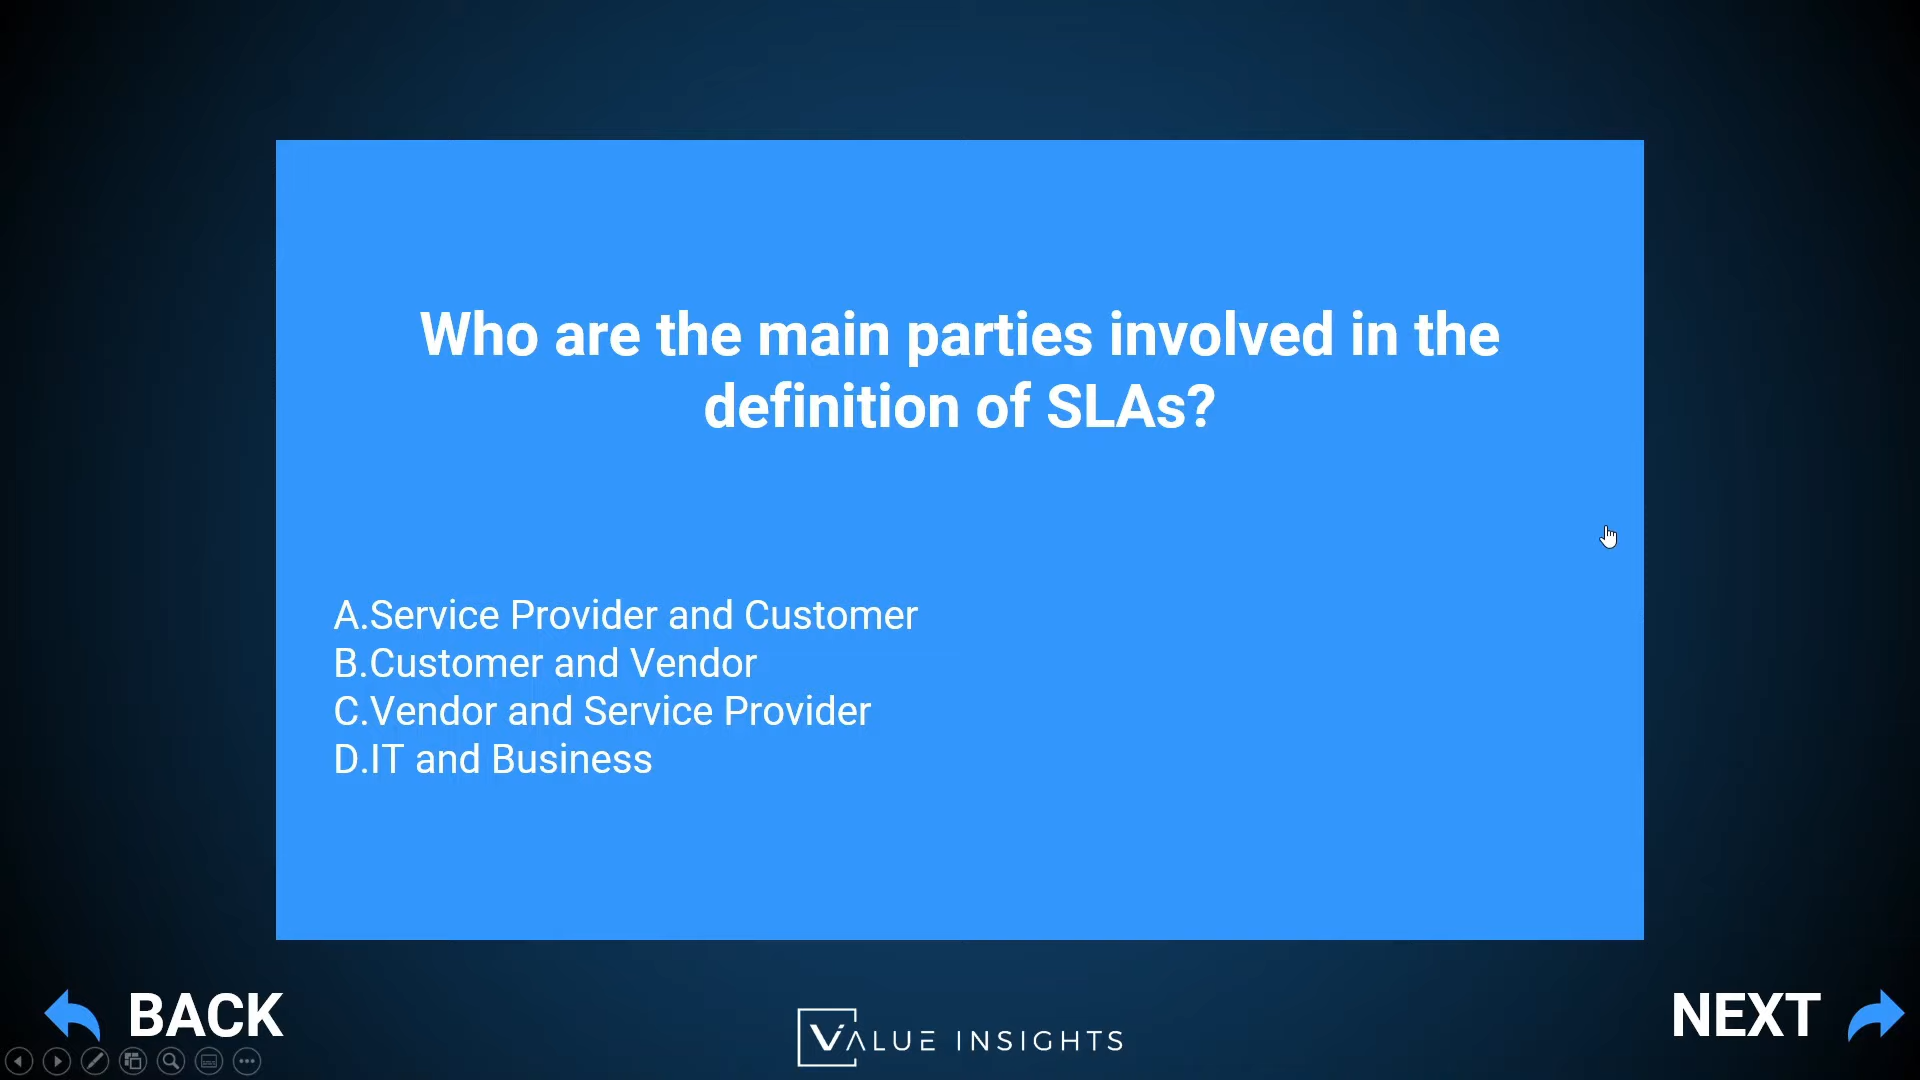 Who are the main parties involved in the
definition of SLAs?
A.Service Provider and Customer
B.Customer and Vendor
C.Vendor and Service Provider
D.IT and Business
BACK
VALUE INSIGHTS
NEXT